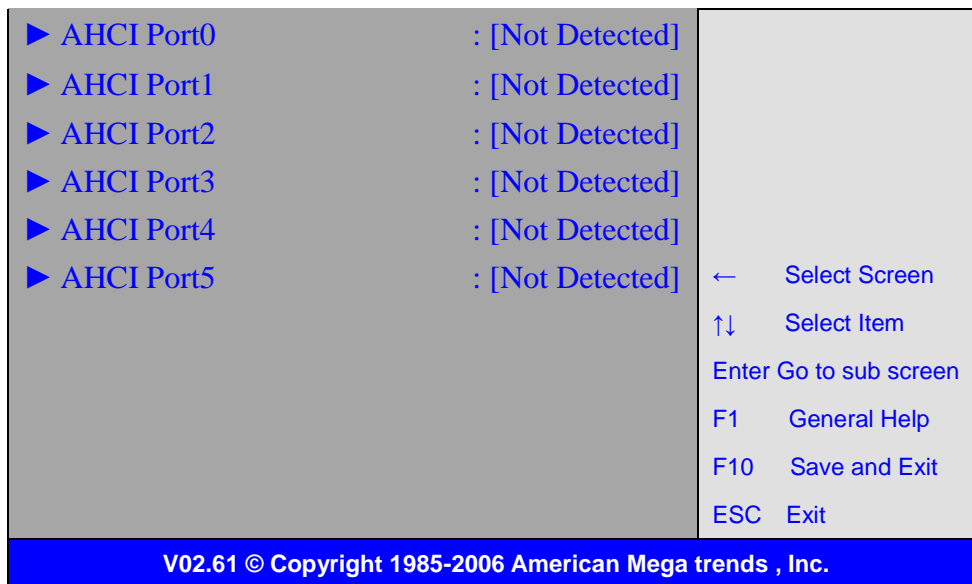 ► AHCI Port0 : [Not Detected]
► AHCI Port1 : [Not Detected]
► AHCI Port2 : [Not Detected]
► AHCI Port3 : [Not Detected]
► AHCI Port4 : [Not Detected]
► AHCI Port5 : [Not Detected]
← Select Screen
↑↓ Select Item
Enter Go to sub screen
F1 General Help
F10 Save and Exit
ESC Exit
V02.61 © Copyright 1985-2006 American Mega trends , Inc.